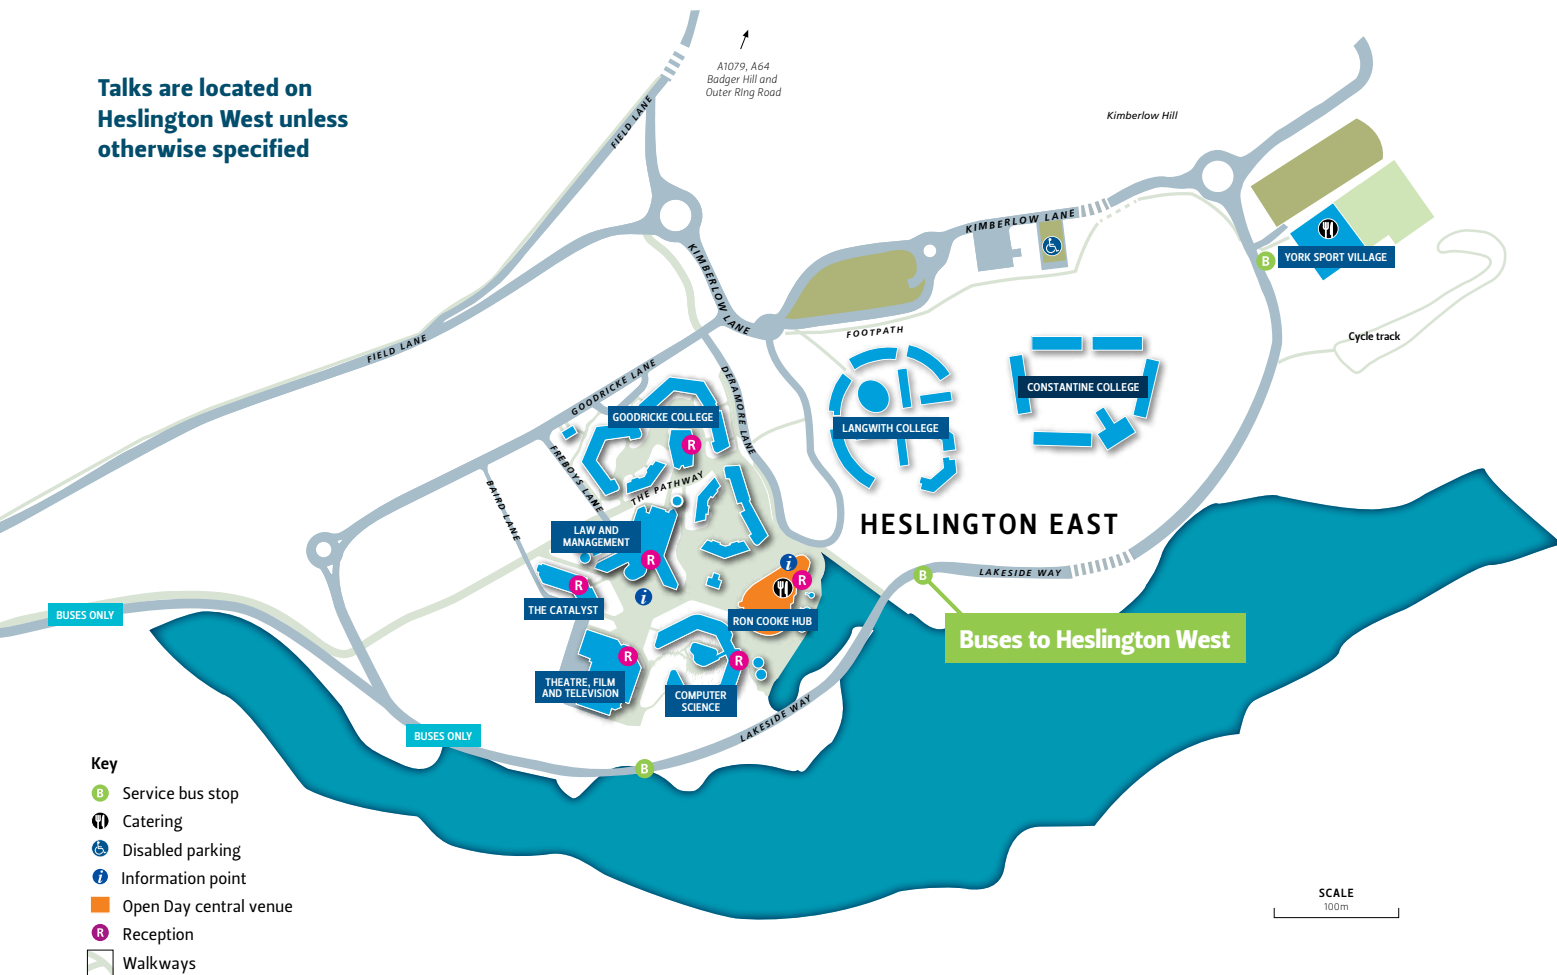 Talks are located on
Heslington West unless
otherwise specified
A1079, A64
Badger Hill and
Outer RIng Road
Kimberlow Hill
FIELD LANE
KIMBERLOW LANE
YORK SPORT VILLAGE
B
KIMBERLOW LANE
FOOTPATH
Cycle track
FIELD LANE
GOODRICKE LANE
DERAMORE LANE
CONSTANTINE COLLEGE
GOODRICKE COLLEGE
LANGWITH COLLEGE
R
FREBOYS LANE
THE PATHWAY
BAIRD LANE
HESLINGTON EAST
LAW AND
MANAGEMENT
R
i
R
B
LAKESIDE WAY
R
i
THE CATALYST
BUSES ONLY
RON COOKE HUB
Buses to Heslington West
R
R
THEATRE, FILM
AND TELEVISION
COMPUTER
SCIENCE
LAKESIDE WAY
BUSES ONLY
B
Key
B Service bus stop
Catering
Disabled parking
i Information point
Open Day central venue
R Reception
Walkways
SCALE
100m